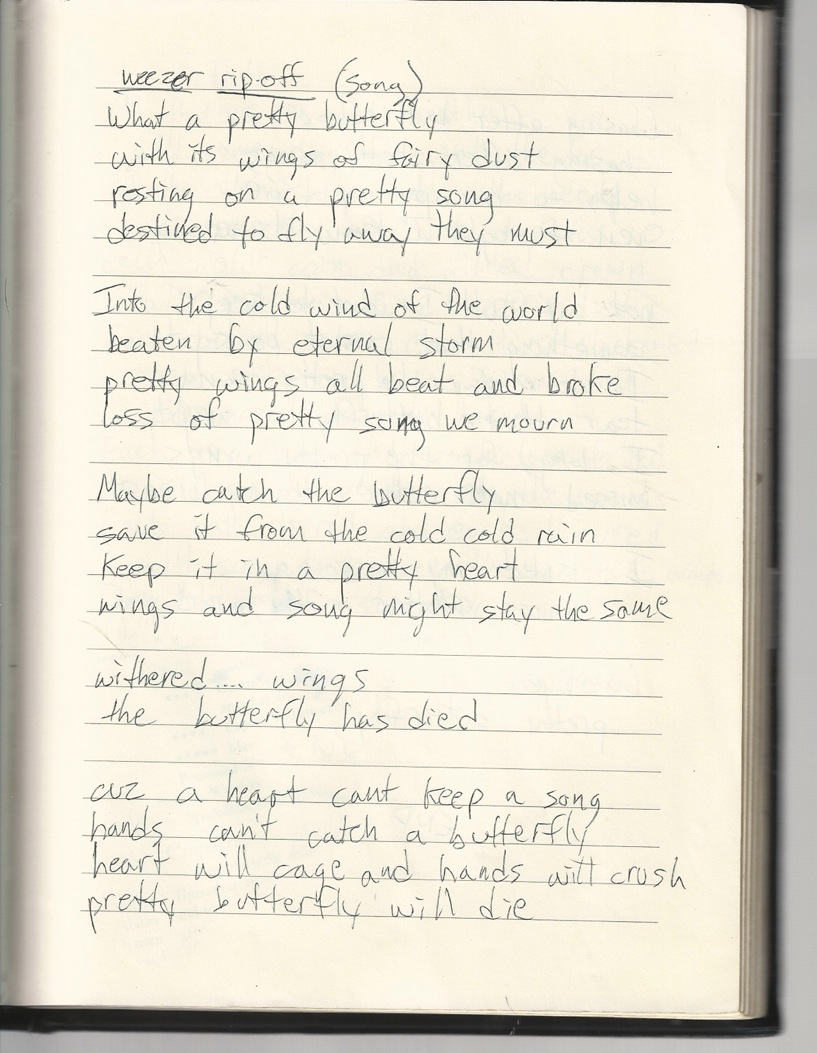 weezer rip-off (song)
What a pretty butterfly
with its wings of fairy dust
resting on a pretty song
destined to fly away they must
Into the cold wind of the world
beaten by eternal storm
pretty wings all beat and broke
loss of pretty song we mourn
Maybe catch the butterfly
save it from the cold cold rain
Keep it in a pretty heart
wings and song might stay the same
withered.... wings
the butterfly has died
cuz a heart cant keep a song
hands can't catch a butterfly
heart will cage and hands will crush
pretty butterfly will die